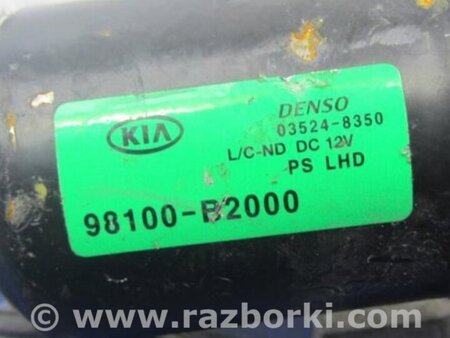 KIA
DENSO
03524-8350
L/C-ND DC 12V
PS LHD
98100-B2000
© www.razborki.com